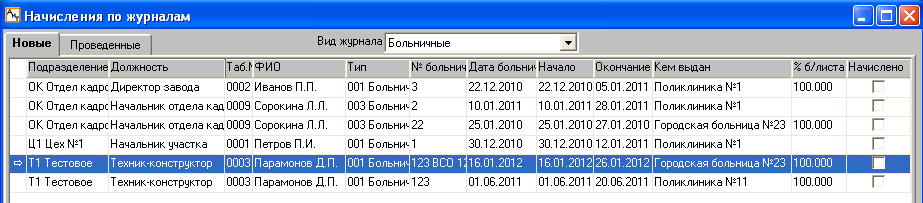 Начисления по журналам
Новые Проведенные Вид журнала Больничные
Подразделение Должность Таб.№ ФИО Тип № больнич Дата больни Начало Окончание Кем выдан % б/листа Начислено
ОК Отдел кадро Директор завода 0002 Иванов П.П. 001 Больнич 3 22.12.2010 22.12.2010 05.01.2011 Поликлиника №1 100.000
ОК Отдел кадро Начальник отдела кад 0009 Сорокина Л.Л. 003 Больнич 2 10.01.2011 10.01.2011 28.01.2011 Поликлиника №1
ОК Отдел кадро Начальник отдела кад 0009 Сорокина Л.Л. 003 Больнич 22 25.01.2010 25.01.2010 27.01.2010 Городская больница №23 100.000
Ц1 Цех №1 Начальник участка 0001 Петров П.И. 001 Больнич 1 30.12.2010 30.12.2010 12.01.2011 Поликлиника №1
Т1 Тестовое Техник-конструктор 0003 Парамонов Д.П. 001 Больнич 123 ВСО 12 16.01.2012 16.01.2012 26.01.2012 Городская больница №23 100.000
Т1 Тестовое Техник-конструктор 0003 Парамонов Д.П. 001 Больнич 123 01.06.2011 01.06.2011 20.06.2011 Поликлиника №11 100.000